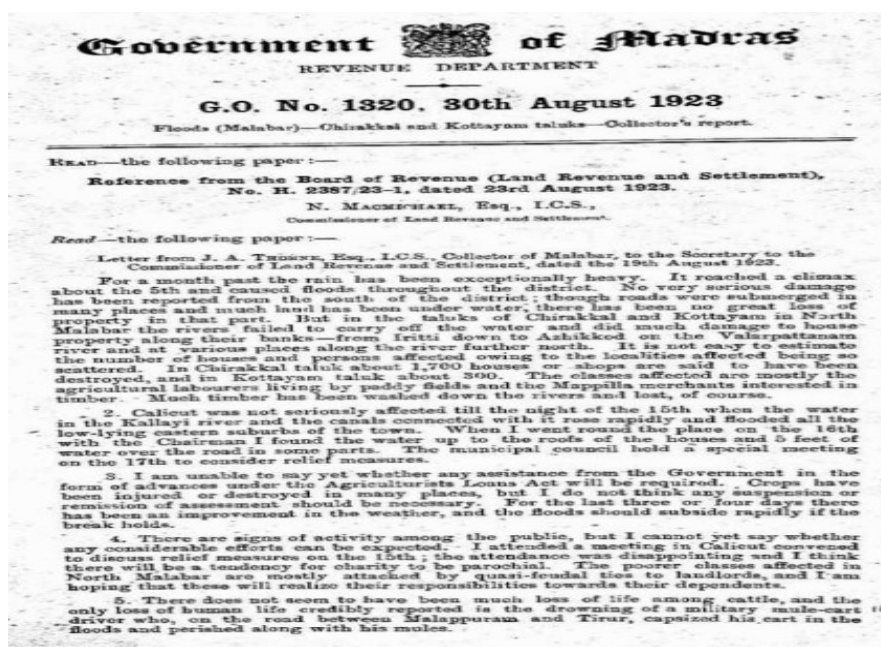 Government of Madras
REVENUE DEPARTMENT
G.O. No. 1320, 30th August 1923
Floods (Malabar)—Chirakkal and Kottayam taluks—Collector's report.
READ—the following paper :—
Reference from the Board of Revenue (Land Revenue and Settlement),
No. H. 2387/23-1, dated 23rd August 1923.
N. MACMICHAEL, Esq., I.C.S.,
Commissioner of Land Revenue and Settlement.
Read—the following paper :—
Letter from J. A. THORNE, Esq., I.C.S., Collector of Malabar, to the Secretary to the
Commissioner of Land Revenue and Settlement, dated the 19th August 1923.
For a month past the rain has been exceptionally heavy. It reached a climax
about the 5th and caused floods throughout the district. No very serious damage
has been reported from the south of the district ; though roads were submerged in
many places and much land has been under water, there has been no great loss of
property in that part. But in the taluks of Chirakkal and Kottayam in North
Malabar the rivers failed to carry off the water and did much damage to house
property along their banks from Iritti down to Azhikkod on the Valarpattanam
river and at various places along the river further north. It is not easy to estimate
the number of houses and persons affected owing to the localities affected being so
scattered. In Chirakkal taluk about 1,700 houses or shops are said to have been
destroyed, and in Kottayam taluk about 300. The classes affected are mostly the
agricultural labourers living by paddy fields and the Mappilla merchants interested in
timber. Much timber has been washed down the rivers and lost, of course.
2. Calicut was not seriously affected till the night of the 15th when the water
in the Kallayi river and the canals connected with it rose rapidly and flooded all the
low-lying eastern suburbs of the town. When I went round the place on the 16th
with the Chairman I found the water up to the roofs of the houses and 5 feet of
water over the road in some parts. The municipal council held a special meeting
on the 17th to consider relief measures.
3. I am unable to say yet whether any assistance from the Government in the
form of advances under the Agriculturists Loans Act will be required. Crops have
been injured or destroyed in many places, but I do not think any suspension or
remission of assessment should be necessary. For the last three or four days there
has been an improvement in the weather, and the floods should subside rapidly if the
break holds.
4. There are signs of activity among the public, but I cannot yet say whether
any considerable efforts can be expected. I attended a meeting in Calicut convened
to discuss relief measures on the 15th ; the attendance was disappointing and I think
there will be a tendency for charity to be parochial. The poorer classes affected in
North Malabar are mostly attached by quasi-feudal ties to landlords, and I am
hoping that these will realize their responsibilities towards their dependents.
5. There does not seem to have been much loss of life among cattle, and the
only loss of human life credibly reported is the drowning of a military mule-cart
driver who, on the road between Malappuram and Tirur, capsized his cart in the
floods and perished along with his mules.